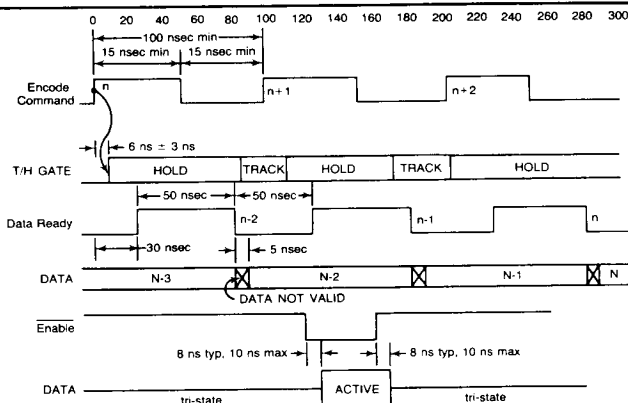 0 20 40 60 80 100 120 140 160 180 200 220 240 260 280 300
100 nsec min
15 nsec min 15 nsec min
Encode Command
n n+1 n+2
6 ns ± 3 ns
T/H GATE HOLD TRACK HOLD TRACK HOLD
50 nsec 50 nsec
Data Ready n-2 n-1 n
30 nsec 5 nsec
DATA N-3 N-2 N-1 N
DATA NOT VALID
Enable
8 ns typ, 10 ns max 8 ns typ, 10 ns max
DATA ACTIVE
tri-state tri-state